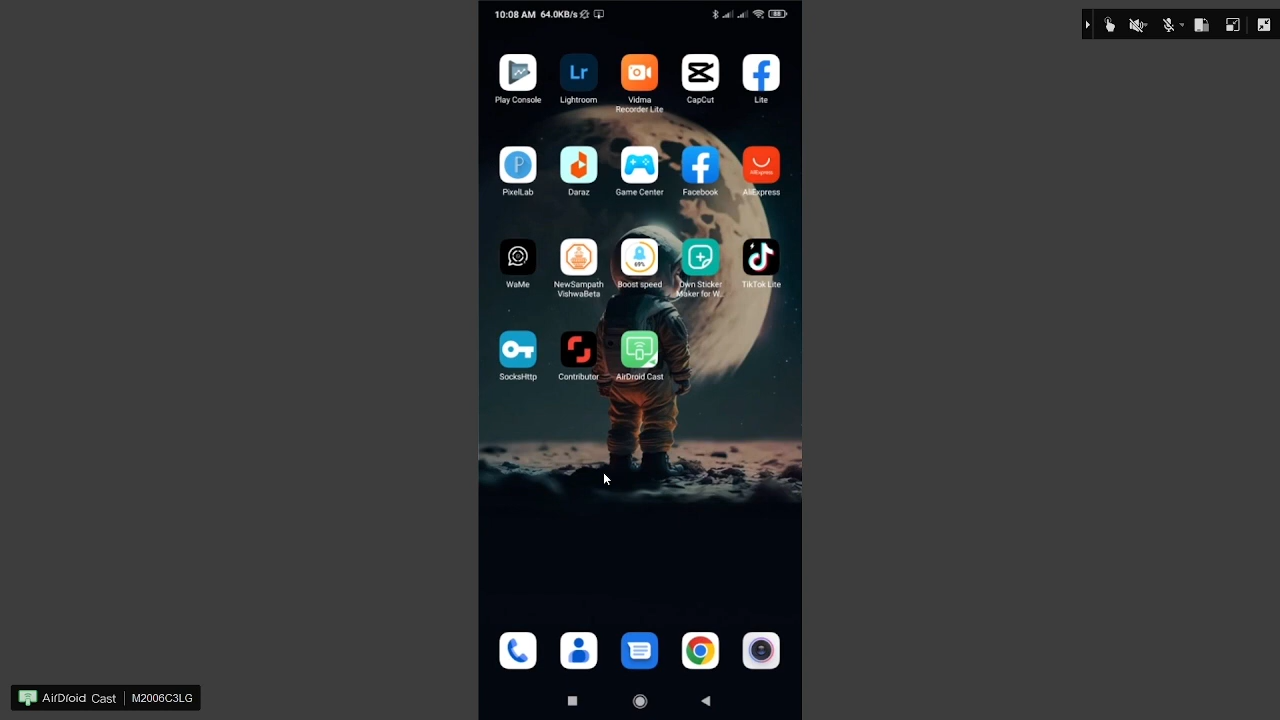 10:08 AM 64.0KB/s
Play Console
Lightroom
Lr
Vidma
Recorder Lite
CapCut
Lite
PixelLab
P
Daraz
Game Center
Facebook
AliExpress
AliExpress
WaMe
NewSampath
VishwaBeta
69%
Boost speed
Own Sticker
Maker for W...
TikTok Lite
SocksHttp
Contributor
AirDroid Cast
AirDroid Cast | M2006C3LG